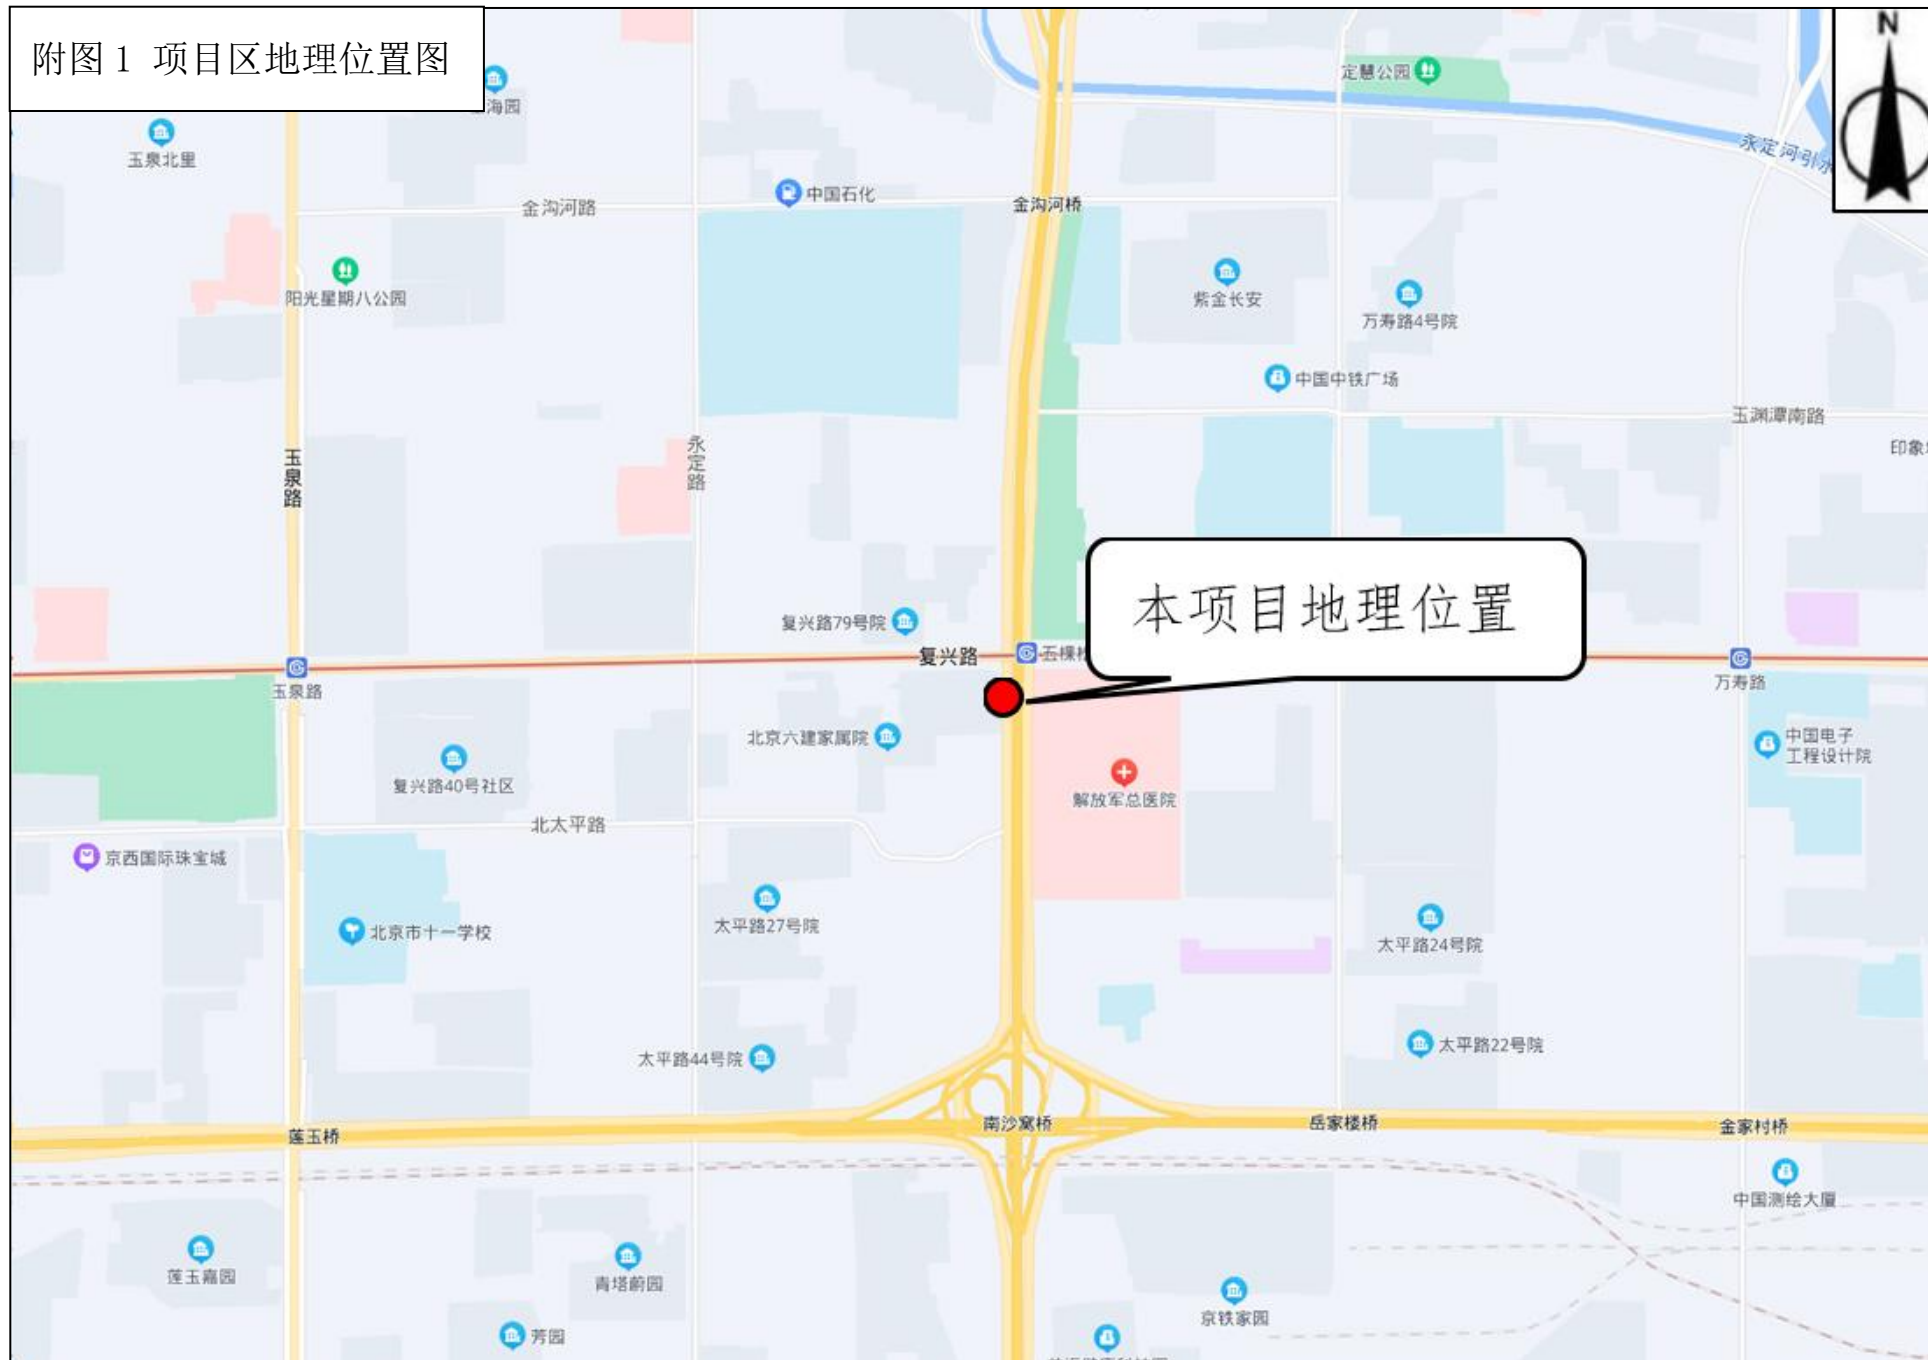 附图1 项目区地理位置图
N
海园
定慧公园
玉泉北里
永定河引水
中国石化
金沟河路
金沟河桥
阳光星期八公园
紫金长安
万寿路4号院
中国中铁广场
玉渊潭南路
印象
玉泉路
永定路
本项目地理位置
复兴路79号院
复兴路
五棵松
玉泉路
万寿路
北京六建家属院
中国电子
工程设计院
复兴路40号社区
解放军总医院
北太平路
京西国际珠宝城
太平路27号院
北京市十一学校
太平路24号院
太平路44号院
太平路22号院
莲玉桥
南沙窝桥
岳家楼桥
金家村桥
中国测绘大厦
莲玉嘉园
青塔蔚园
京铁家园
芳园